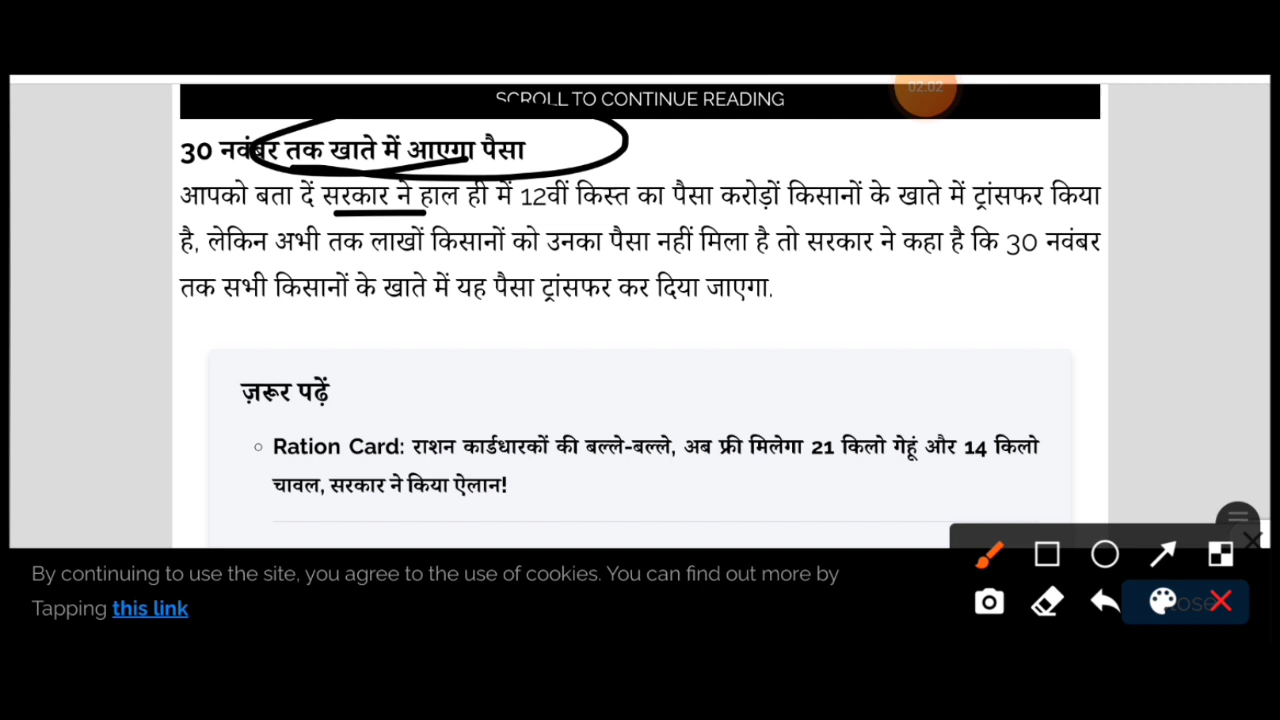 02:02
SCROLL TO CONTINUE READING
30 नवंबर तक खाते में आएगा पैसा
आपको बता दें सरकार ने हाल ही में 12वीं किस्त का पैसा करोड़ों किसानों के खाते में ट्रांसफर किया
है, लेकिन अभी तक लाखों किसानों को उनका पैसा नहीं मिला है तो सरकार ने कहा है कि 30 नवंबर
तक सभी किसानों के खाते में यह पैसा ट्रांसफर कर दिया जाएगा.
ज़रूर पढ़ें
Ration Card: राशन कार्डधारकों की बल्ले-बल्ले, अब फ्री मिलेगा 21 किलो गेहूं और 14 किलो
चावल, सरकार ने किया ऐलान!
By continuing to use the site, you agree to the use of cookies. You can find out more by
Tapping this link